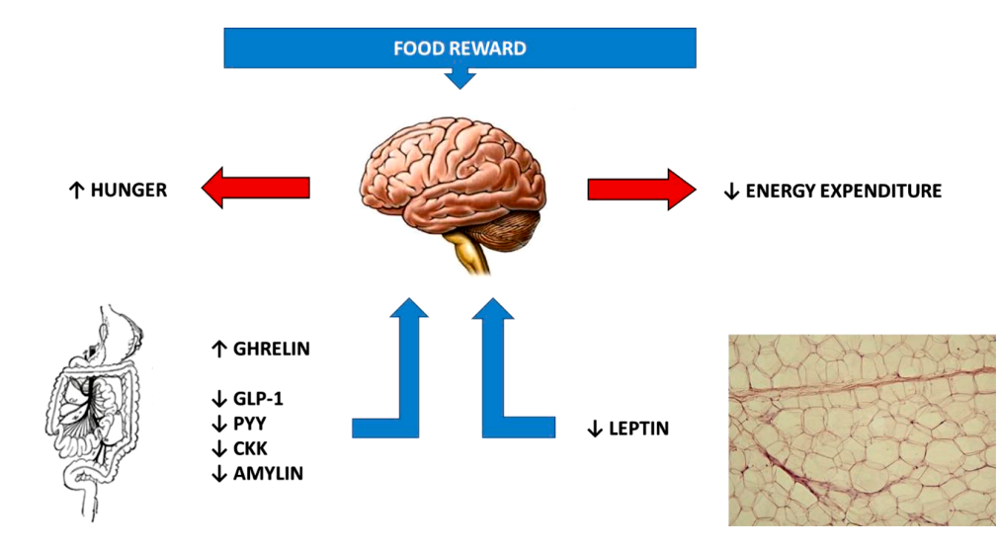 FOOD REWARD
↑ HUNGER
↓ ENERGY EXPENDITURE
↑ GHRELIN
↓ GLP-1
↓ PYY
↓ CKK
↓ AMYLIN
↓ LEPTIN